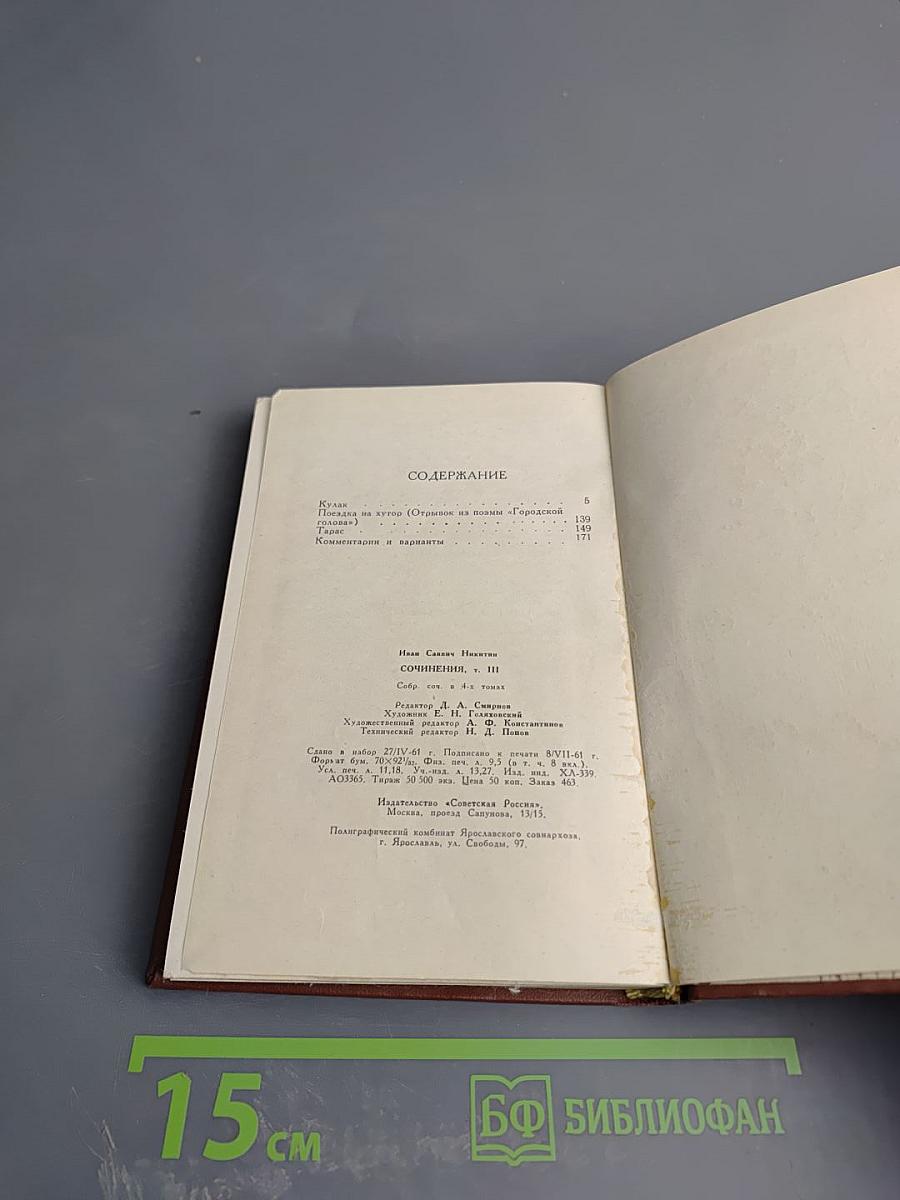 СОДЕРЖАНИЕ
Кулак . . . . . . . . . . . . . . . 5
Поездка на хутор (Отрывок из поэмы «Городской
голова») . . . . . . . . . . . . . . . 139
Тарас . . . . . . . . . . . . . . . 149
Комментарии и варианты . . . . . . . . . 171
Иван Саввич Никитин
СОЧИНЕНИЯ, т. III
Собр. соч. в 4-х томах
Редактор Д. А. Смирнов
Художник Е. Н. Голяховский
Художественный редактор А. Ф. Константинов
Технический редактор Н. Д. Попов
Сдано в набор 27/IV-61 г. Подписано к печати 8/VII-61 г.
Формат бум. 70×92¹/₃₂. Физ. печ. л. 9,5 (в т. ч. 8 вкл.).
Усл. печ. л. 11,18. Уч.-изд. л. 13,27. Изд. инд. ХЛ-339.
АО3365. Тираж 50 500 экз. Цена 50 коп. Заказ 463.
Издательство «Советская Россия».
Москва, проезд Сапунова, 13/15.
Полиграфический комбинат Ярославского совнархоза,
г. Ярославль, ул. Свободы, 97.
15 см
БФ БИБЛИОФАН